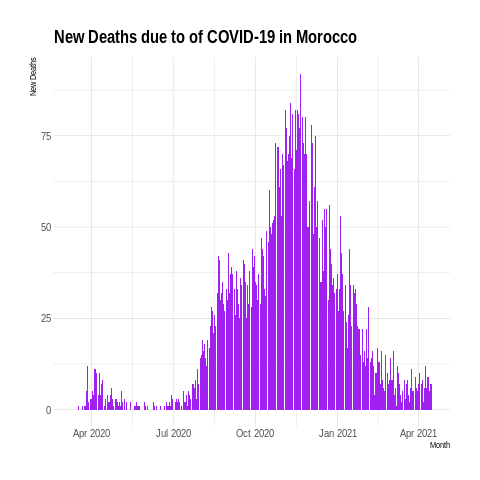 New Deaths due to of COVID-19 in Morocco
New Deaths
75
50
25
0
Apr 2020 Jul 2020 Oct 2020 Jan 2021 Apr 2021
Month